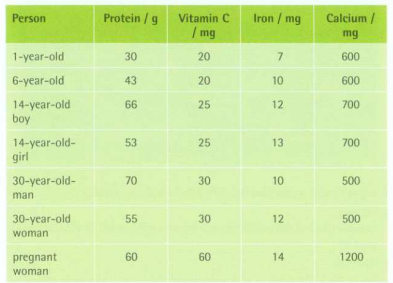 Person Protein / g Vitamin C / mg Iron / mg Calcium / mg
1-year-old 30 20 7 600
6-year-old 43 20 10 600
14-year-old boy 66 25 12 700
14-year-old-girl 53 25 13 700
30-year-old-man 70 30 10 500
30-year-old woman 55 30 12 500
pregnant woman 60 60 14 1200